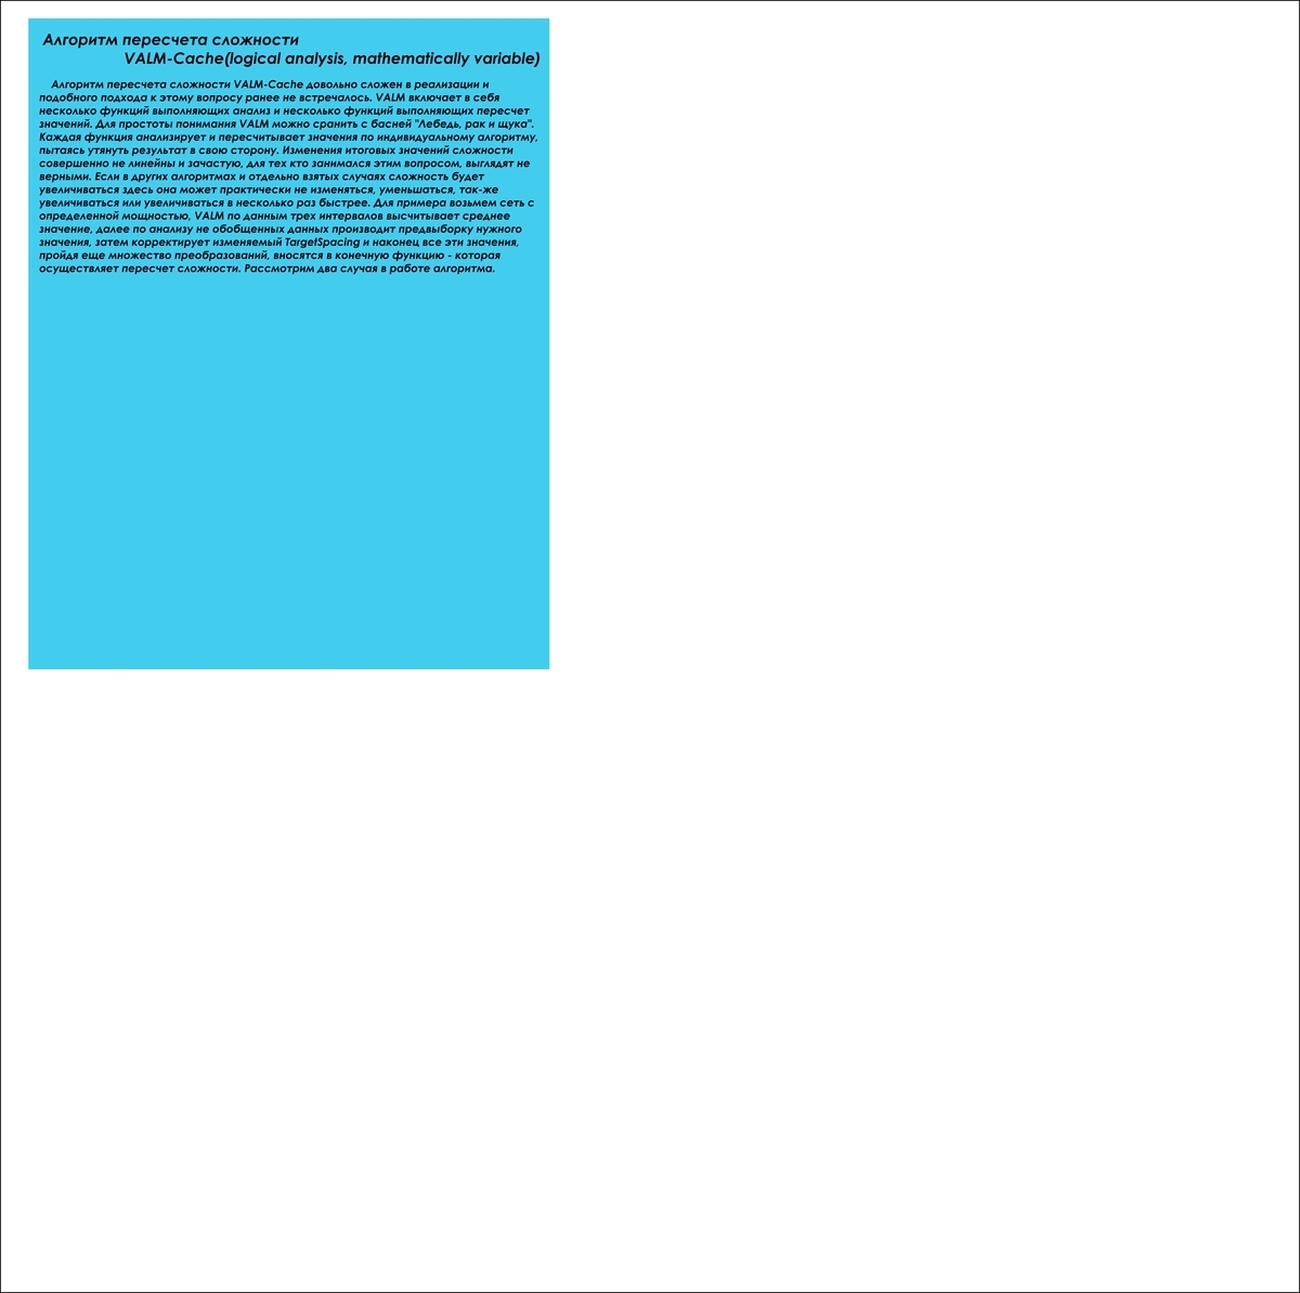 Алгоритм пересчета сложности
VALM-Cache(logical analysis, mathematically variable)
Алгоритм пересчета сложности VALM-Cache довольно сложен в реализации и
подобного подхода к этому вопросу ранее не встречалось. VALM включает в себя
несколько функций выполняющих анализ и несколько функций выполняющих пересчет
значений. Для простоты понимания VALM можно сранить с басней "Лебедь, рак и щука".
Каждая функция анализирует и пересчитывает значения по индивидуальному алгоритму,
пытаясь утянуть результат в свою сторону. Изменения итоговых значений сложности
совершенно не линейны и зачастую, для тех кто занимался этим вопросом, выглядят не
верными. Если в других алгоритмах и отдельно взятых случаях сложность будет
увеличиваться здесь она может практически не изменяться, уменьшаться, так-же
увеличиваться или увеличиваться в несколько раз быстрее. Для примера возьмем сеть с
определенной мощностью, VALM по данным трех интервалов высчитывает среднее
значение, далее по анализу не обобщенных данных производит предвыборку нужного
значения, затем корректирует изменяемый TargetSpacing и наконец все эти значения,
пройдя еще множество преобразований, вносятся в конечную функцию - которая
осуществляет пересчет сложности. Рассмотрим два случая в работе алгоритма.